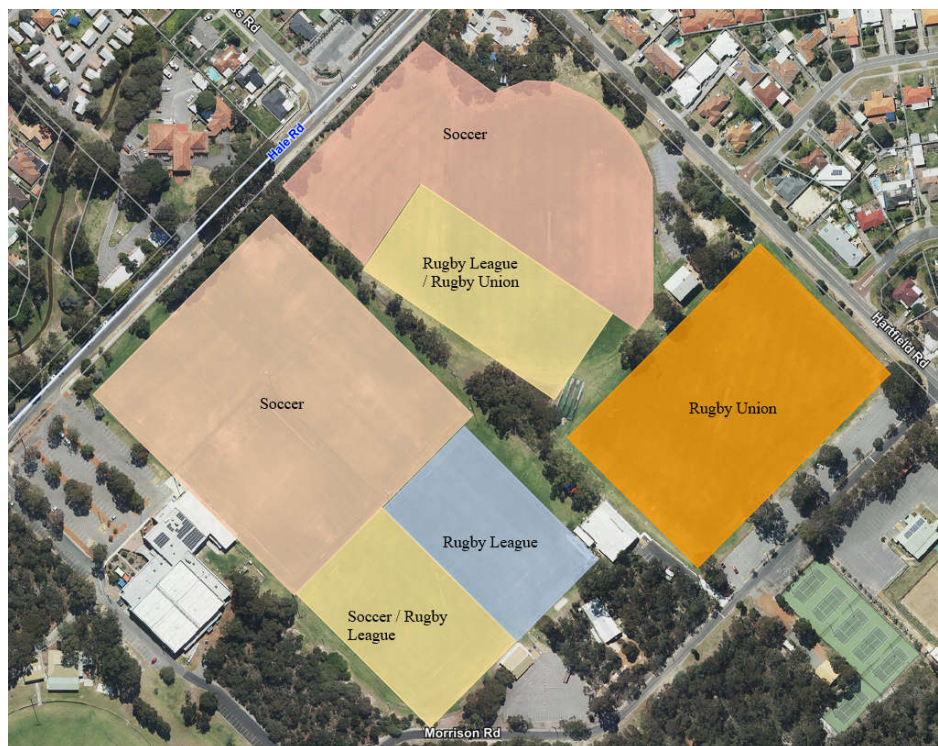 Hale Rd
Soccer
Rugby League
/ Rugby Union
Hartfield Rd
Soccer
Rugby Union
Rugby League
Soccer / Rugby
League
Morrison Rd